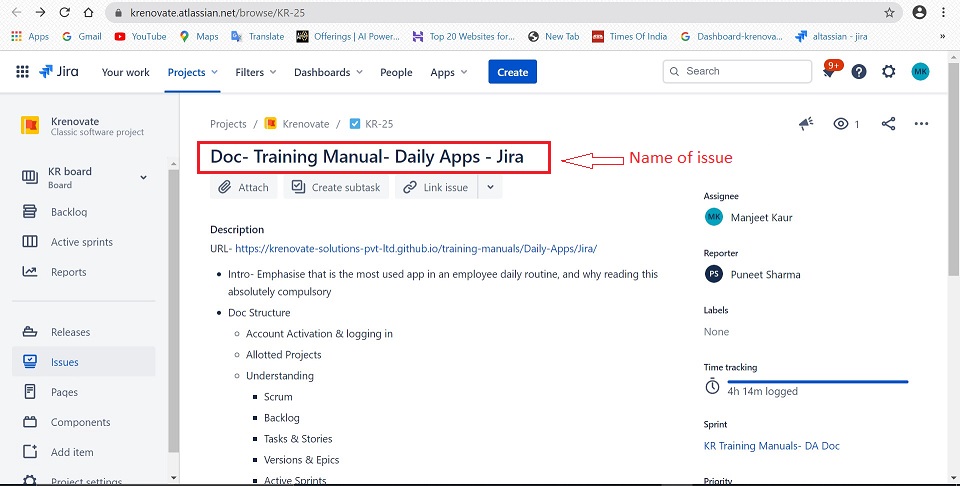 krenovate.atlassian.net/browse/KR-25
Apps Gmail YouTube Maps Translate Offerings | AI Power... Top 20 Websites for... New Tab Times Of India Dashboard-krenova... altassian - jira »
Jira Your work Projects Filters Dashboards People Apps Create Search 9+ MK
Krenovate
Classic software project
KR board
Board
Backlog
Active sprints
Reports
Releases
Issues
Pages
Components
Add item
Project settings
Projects / Krenovate / KR-25
1
Doc- Training Manual- Daily Apps - Jira
Name of issue
Attach Create subtask Link issue
Description
URL- https://krenovate-solutions-pvt-ltd.github.io/training-manuals/Daily-Apps/Jira/
• Intro- Emphasise that is the most used app in an employee daily routine, and why reading this
absolutely compulsory
• Doc Structure
Account Activation & logging in
Allotted Projects
Understanding
Scrum
Backlog
Tasks & Stories
Versions & Epics
Active Sprints
Assignee
MK Manjeet Kaur
Reporter
PS Puneet Sharma
Labels
None
Time tracking
4h 14m logged
Sprint
KR Training Manuals- DA Doc
Priority